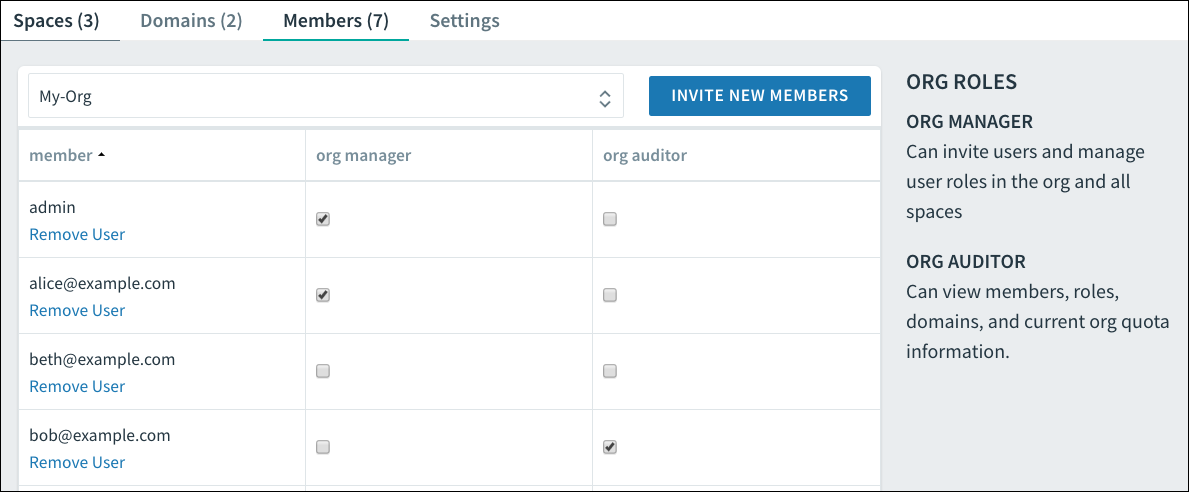 Spaces (3) Domains (2) Members (7) Settings
My-Org INVITE NEW MEMBERS
member org manager org auditor
admin
Remove User
alice@example.com
Remove User
beth@example.com
Remove User
bob@example.com
Remove User
ORG ROLES
ORG MANAGER
Can invite users and manage
user roles in the org and all
spaces
ORG AUDITOR
Can view members, roles,
domains, and current org quota
information.